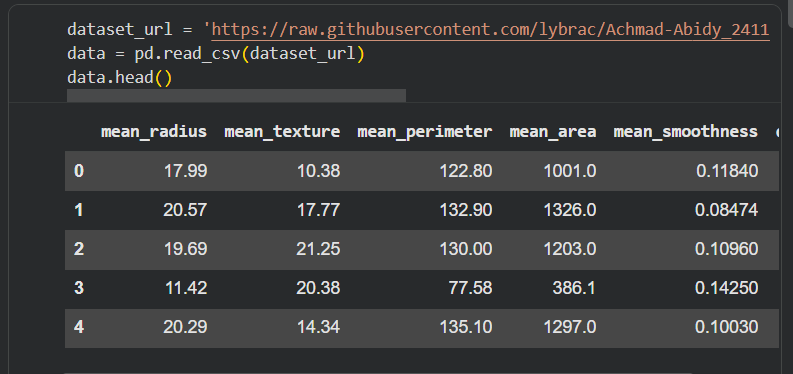 dataset_url = 'https://raw.githubusercontent.com/lybrac/Achmad-Abidy_2411
data = pd.read_csv(dataset_url)
data.head()
mean_radius mean_texture mean_perimeter mean_area mean_smoothness
0 17.99 10.38 122.80 1001.0 0.11840
1 20.57 17.77 132.90 1326.0 0.08474
2 19.69 21.25 130.00 1203.0 0.10960
3 11.42 20.38 77.58 386.1 0.14250
4 20.29 14.34 135.10 1297.0 0.10030